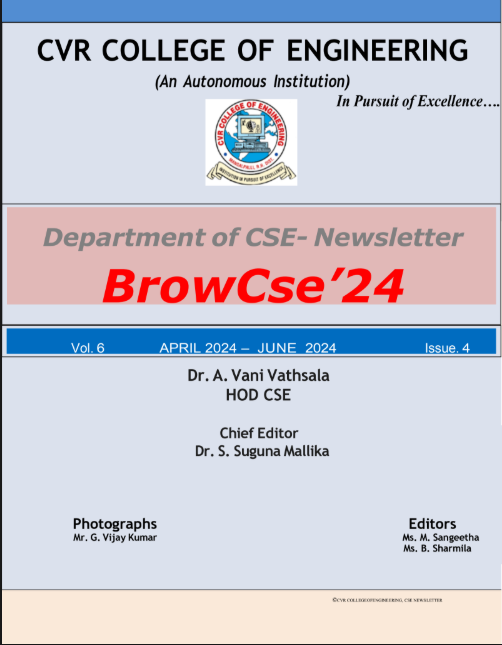 CVR COLLEGE OF ENGINEERING
(An Autonomous Institution)
In Pursuit of Excellence….
CVR COLLEGE OF ENGINEERING
INSTITUTION IN PURSUIT OF EXCELLENCE
Department of CSE- Newsletter
BrowCse’24
Vol. 6 APRIL 2024 – JUNE 2024 Issue. 4
Dr. A. Vani Vathsala
HOD CSE
Chief Editor
Dr. S. Suguna Mallika
Photographs Editors
Mr. G. Vijay Kumar Ms. M. Sangeetha
Ms. B. Sharmila
©CVR COLLEGEOFENGINEERING, CSE NEWSLETTER